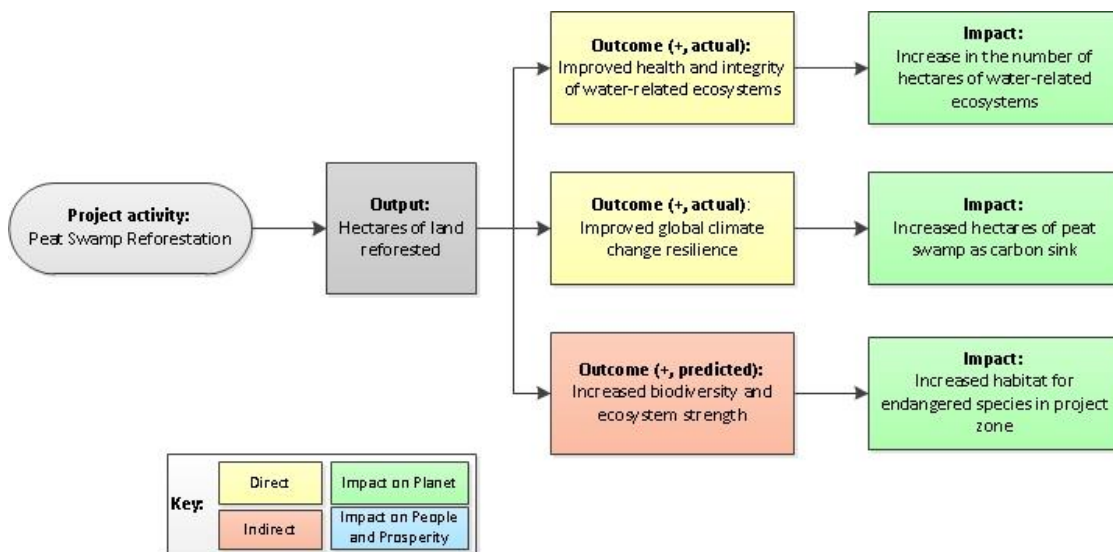 Project activity:
Peat Swamp Reforestation
Output:
Hectares of land
reforested
Outcome (+, actual):
Improved health and integrity
of water-related ecosystems
Impact:
Increase in the number of
hectares of water-related
ecosystems
Outcome (+, actual):
Improved global climate
change resilience
Impact:
Increased hectares of peat
swamp as carbon sink
Outcome (+, predicted):
Increased biodiversity and
ecosystem strength
Impact:
Increased habitat for
endangered species in project
zone
Key:
Direct
Impact on Planet
Indirect
Impact on People
and Prosperity